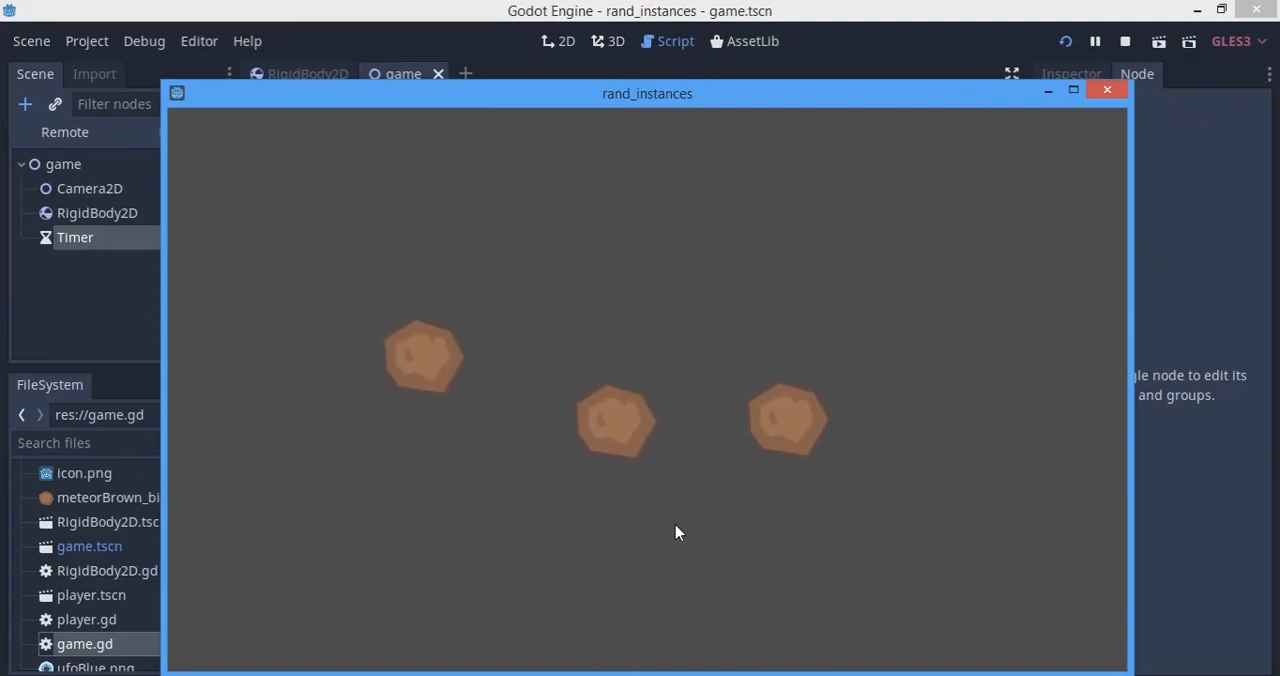 Godot Engine - rand_instances - game.tscn
Scene Project Debug Editor Help 2D 3D Script AssetLib GLES3
Scene Import RigidBody2D game Inspector Node
Filter nodes
rand_instances
Remote
game
Camera2D
RigidBody2D
Timer
FileSystem
res://game.gd
Search files
icon.png
meteorBrown_bi
RigidBody2D.tsc
game.tscn
RigidBody2D.gd
player.tscn
player.gd
game.gd
ufoBlue.png
gle node to edit its
and groups.